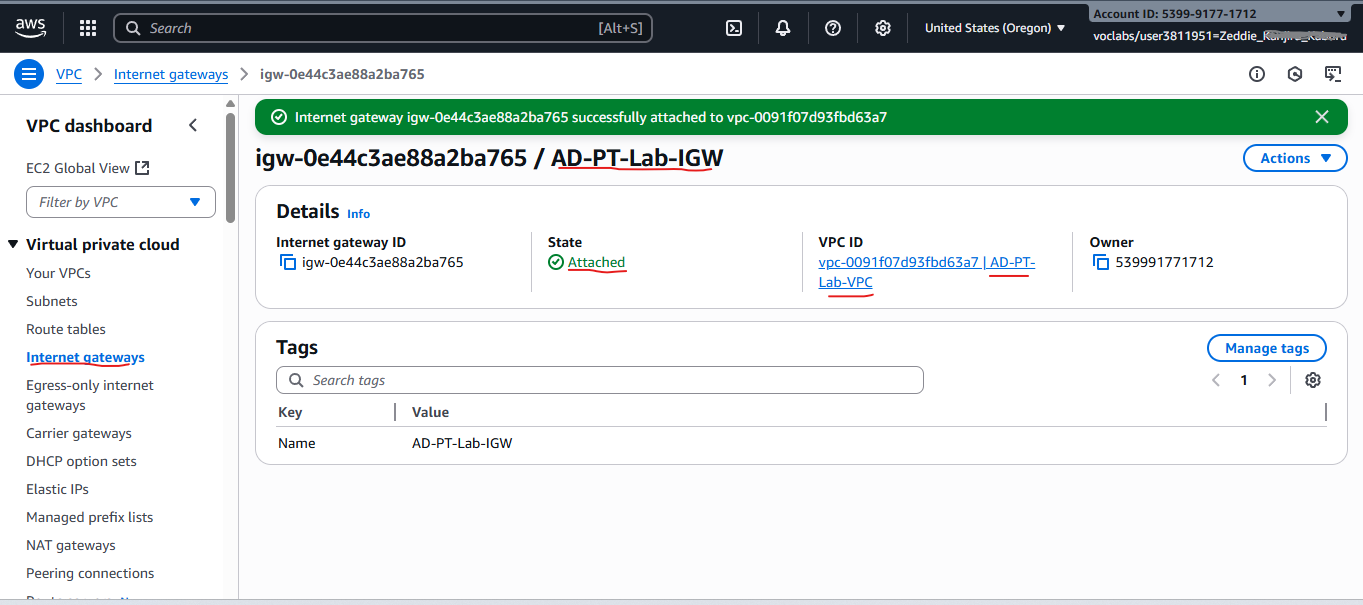 aws
Search [Alt+S]
United States (Oregon)
Account ID: 5399-9177-1712
voclabs/user3811951=Zeddie_
VPC > Internet gateways > igw-0e44c3ae88a2ba765
VPC dashboard
EC2 Global View
Filter by VPC
Virtual private cloud
Your VPCs
Subnets
Route tables
Internet gateways
Egress-only internet
gateways
Carrier gateways
DHCP option sets
Elastic IPs
Managed prefix lists
NAT gateways
Peering connections
Internet gateway igw-0e44c3ae88a2ba765 successfully attached to vpc-0091f07d93fbd63a7
igw-0e44c3ae88a2ba765 / AD-PT-Lab-IGW
Actions
Details Info
Internet gateway ID
igw-0e44c3ae88a2ba765
State
Attached
VPC ID
vpc-0091f07d93fbd63a7 | AD-PT-
Lab-VPC
Owner
539991771712
Tags
Manage tags
Search tags
1
Key Value
Name AD-PT-Lab-IGW